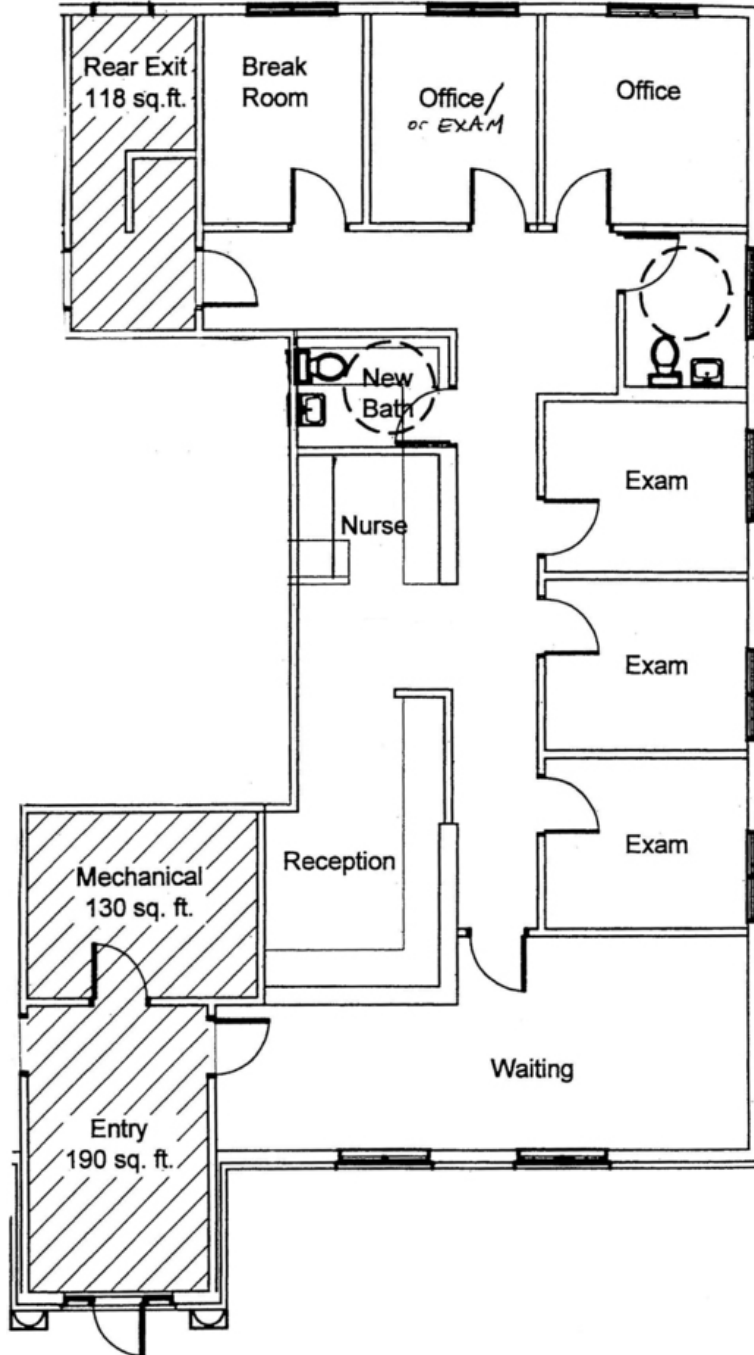 Rear Exit
118 sq.ft.
Break
Room
Office/
or EXAM
Office
New
Bath
Nurse
Exam
Exam
Exam
Reception
Mechanical
130 sq. ft.
Waiting
Entry
190 sq. ft.